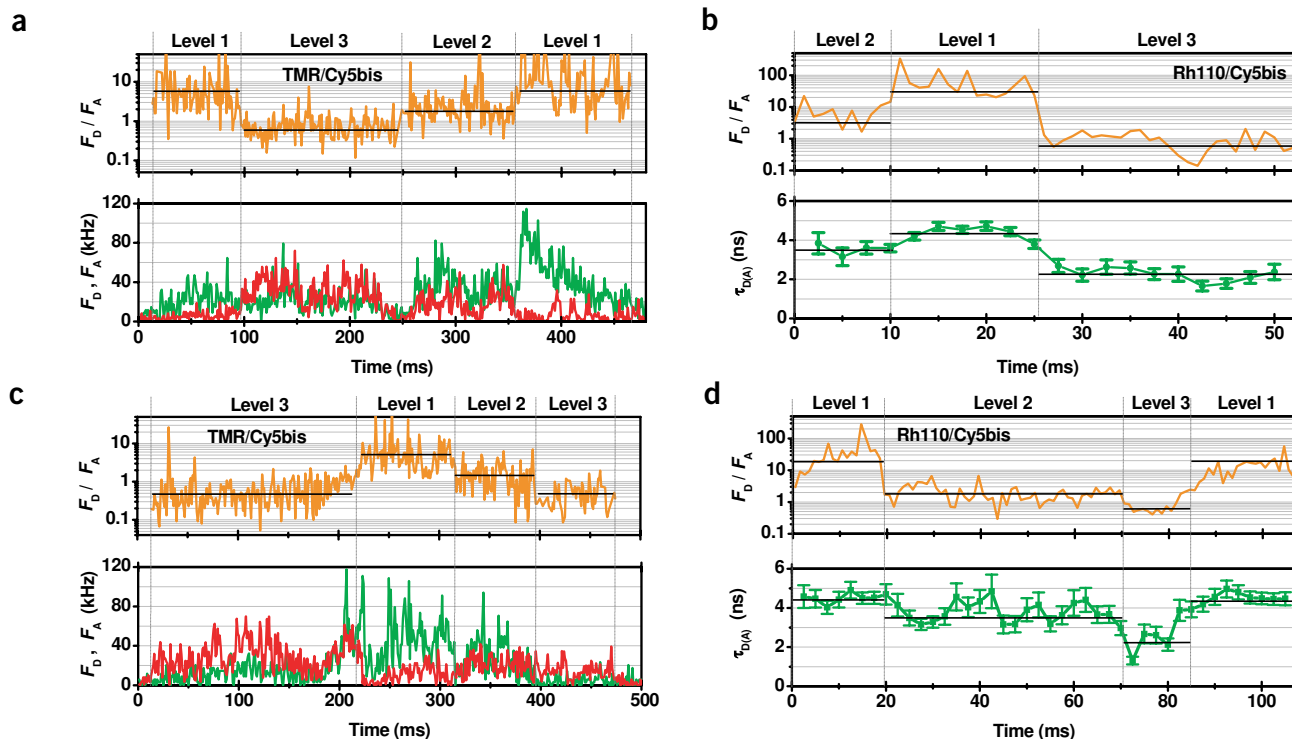 a
Level 1 Level 3 Level 2 Level 1
TMR/Cy5bis
F_D / F_A
10
1
0.1
F_D , F_A (kHz)
120
80
40
0
0 100 200 300 400
Time (ms)
b
Level 2 Level 1 Level 3
Rh110/Cy5bis
F_D / F_A
100
10
1
0.1
τ_D(A) (ns)
6
4
2
0
0 10 20 30 40 50
Time (ms)
c
Level 3 Level 1 Level 2 Level 3
TMR/Cy5bis
F_D / F_A
10
1
0.1
F_D , F_A (kHz)
120
80
40
0
0 100 200 300 400 500
Time (ms)
d
Level 1 Level 2 Level 3 Level 1
Rh110/Cy5bis
F_D / F_A
100
10
1
0.1
τ_D(A) (ns)
6
4
2
0
0 20 40 60 80 100
Time (ms)